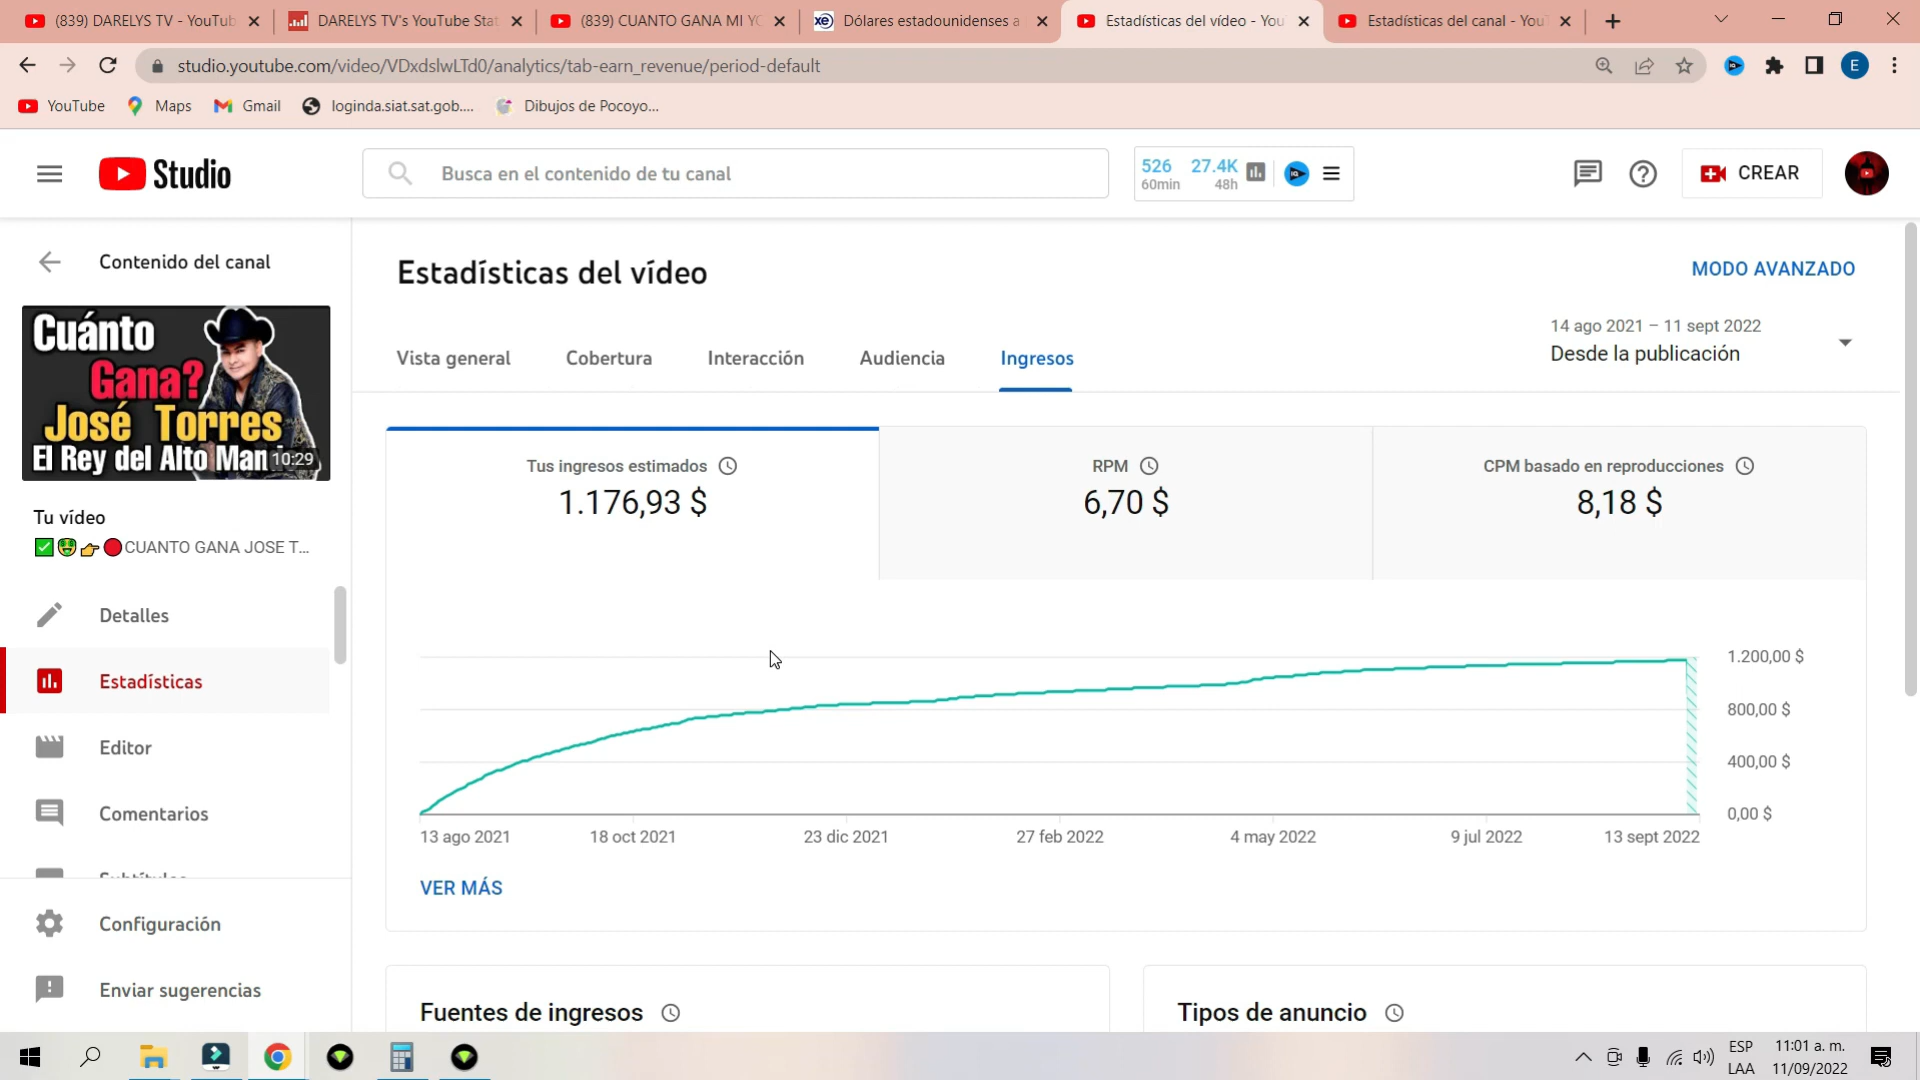 (839) DARELYS TV - YouTub
DARELYS TV's YouTube Stat
(839) CUANTO GANA MI YO
Dólares estadounidenses a
Estadísticas del vídeo - You
Estadísticas del canal - YouT
studio.youtube.com/video/VDxdslwLTd0/analytics/tab-earn_revenue/period-default
E
YouTube
Maps
Gmail
loginda.siat.sat.gob....
Dibujos de Pocoyo...
Studio
Busca en el contenido de tu canal
526 27.4K
60min 48h
CREAR
Contenido del canal
Cuánto
Gana?
José Torres
El Rey del Alto Man
10:29
Tu vídeo
CUANTO GANA JOSE T...
Detalles
Estadísticas
Editor
Comentarios
Subtítulos
Configuración
Enviar sugerencias
Estadísticas del vídeo
MODO AVANZADO
14 ago 2021 – 11 sept 2022
Desde la publicación
Vista general
Cobertura
Interacción
Audiencia
Ingresos
Tus ingresos estimados
1.176,93 $
RPM
6,70 $
CPM basado en reproducciones
8,18 $
1.200,00 $
800,00 $
400,00 $
0,00 $
13 ago 2021
18 oct 2021
23 dic 2021
27 feb 2022
4 may 2022
9 jul 2022
13 sept 2022
VER MÁS
Fuentes de ingresos
Tipos de anuncio
ESP
LAA
11:01 a. m.
11/09/2022